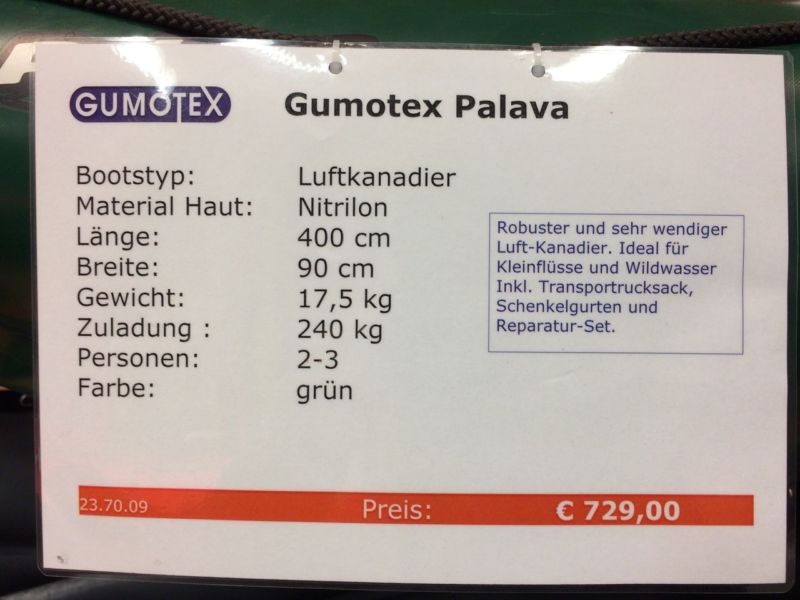 GUMOTEX Gumotex Palava
Bootstyp: Luftkanadier
Material Haut: Nitrilon
Länge: 400 cm
Breite: 90 cm
Gewicht: 17,5 kg
Zuladung : 240 kg
Personen: 2-3
Farbe: grün
Robuster und sehr wendiger
Luft-Kanadier. Ideal für
Kleinflüsse und Wildwasser
Inkl. Transportrucksack,
Schenkelgurten und
Reparatur-Set.
23.70.09 Preis: € 729,00